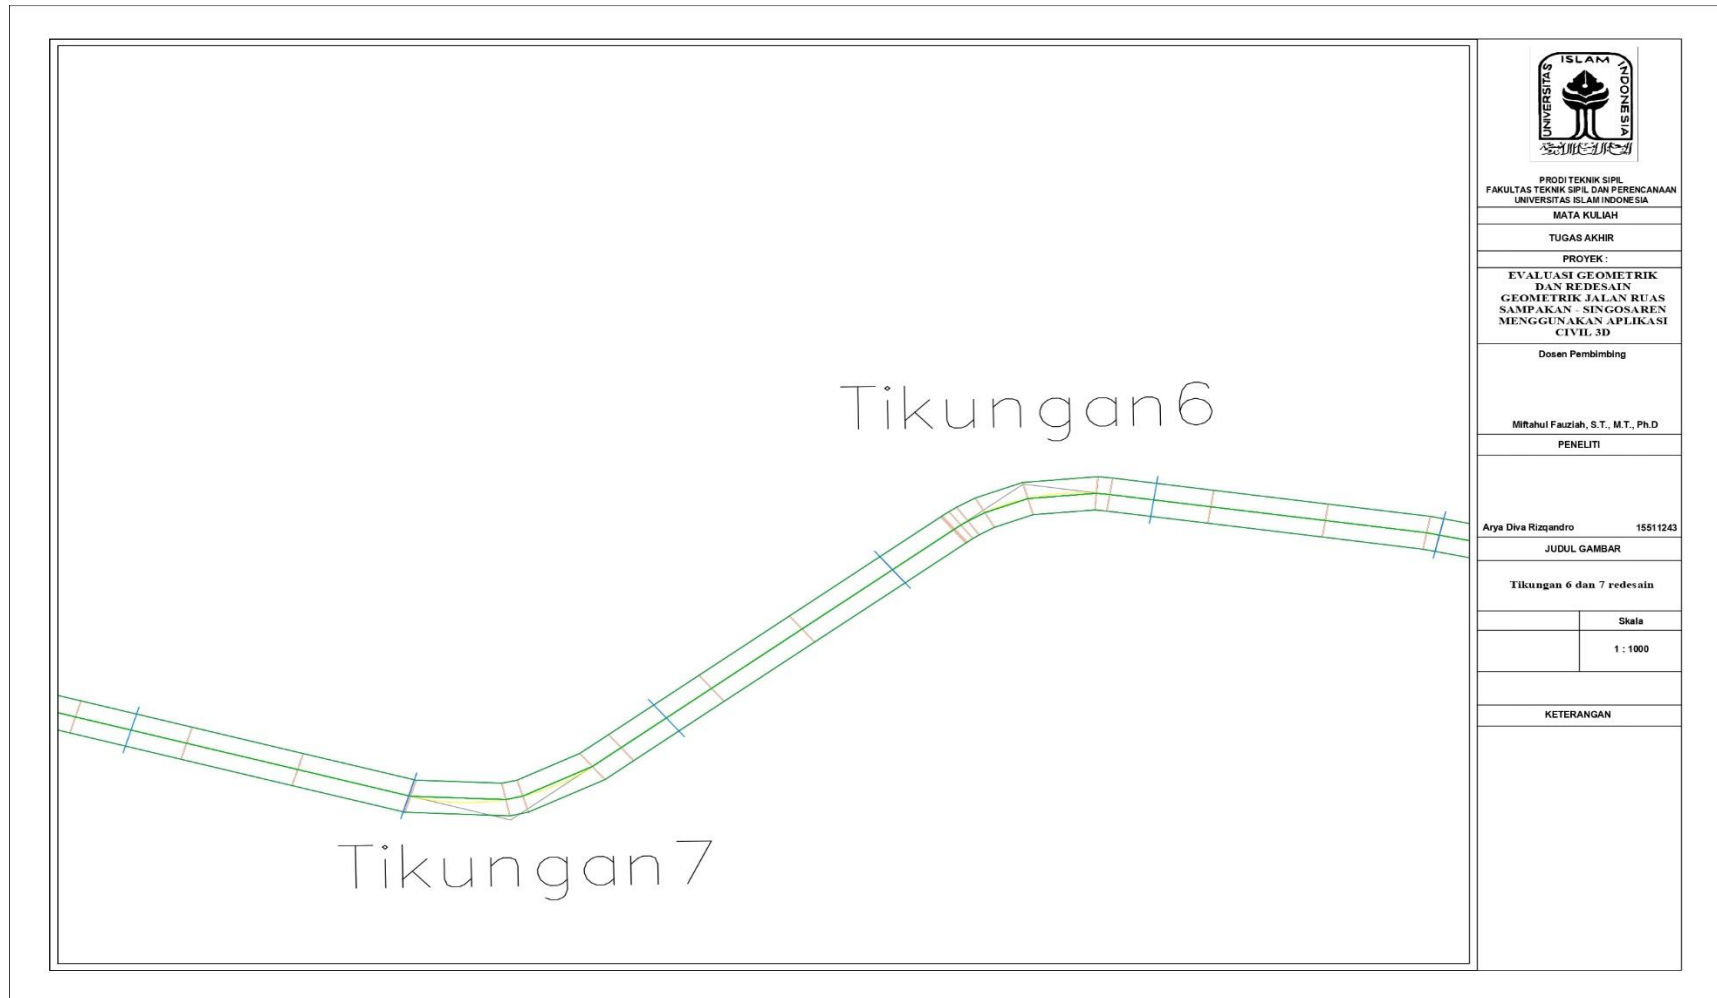 Tikungan6
Tikungan7
UNIVERSITAS ISLAM INDONESIA
PRODI TEKNIK SIPIL
FAKULTAS TEKNIK SIPIL DAN PERENCANAAN
UNIVERSITAS ISLAM INDONESIA
MATA KULIAH
TUGAS AKHIR
PROYEK :
EVALUASI GEOMETRIK
DAN REDESAIN
GEOMETRIK JALAN RUAS
SAMPAKAN - SINGOSAREN
MENGGUNAKAN APLIKASI
CIVIL 3D
Dosen Pembimbing
Miftahul Fauziah, S.T., M.T., Ph.D
PENELITI
Arya Diva Rizqandro 15511243
JUDUL GAMBAR
Tikungan 6 dan 7 redesain
Skala
1 : 1000
KETERANGAN